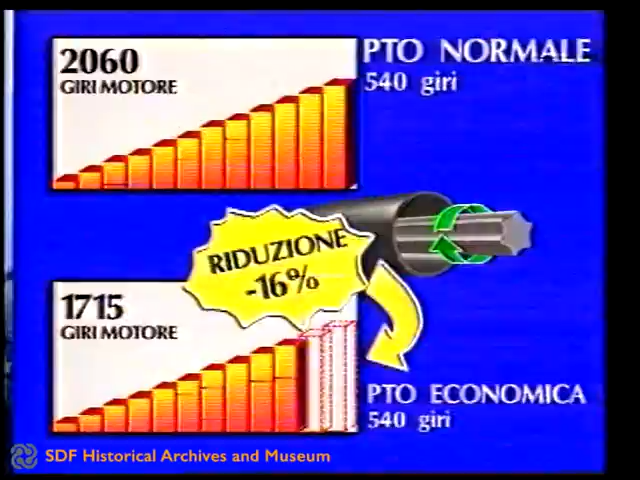 2060
GIRI MOTORE
PTO NORMALE
540 giri
RIDUZIONE
-16%
1715
GIRI MOTORE
PTO ECONOMICA
540 giri
SDF Historical Archives and Museum